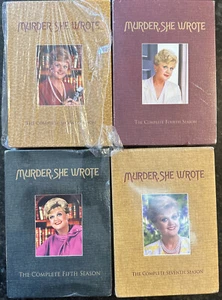 MURDER, SHE WROTE
THE COMPLETE
SEASON
MURDER, SHE WROTE
THE COMPLETE
SEASON
MURDER, SHE WROTE
THE COMPLETE FIFTH SEASON
MURDER, SHE WROTE
THE COMPLETE SEVENTH SEASON